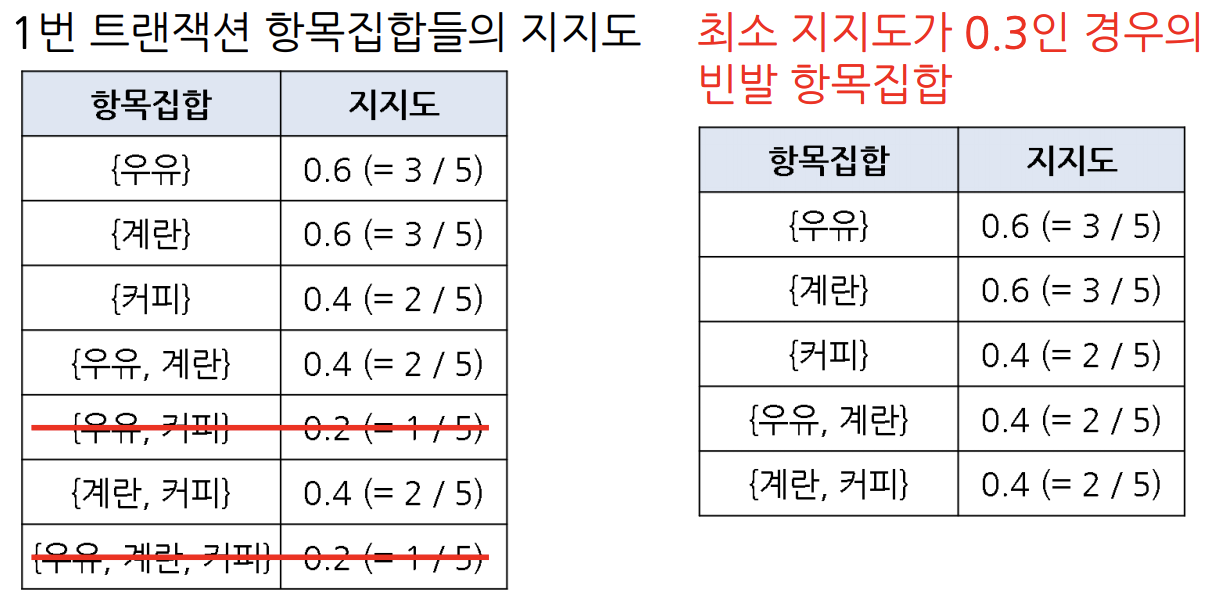 1번 트랜잭션 항목집합들의 지지도
항목집합 지지도
{우유} 0.6 (= 3 / 5)
{계란} 0.6 (= 3 / 5)
{커피} 0.4 (= 2 / 5)
{우유, 계란} 0.4 (= 2 / 5)
{우유, 커피} 0.2 (= 1 / 5)
{계란, 커피} 0.4 (= 2 / 5)
{우유, 계란, 커피} 0.2 (= 1 / 5)
최소 지지도가 0.3인 경우의
빈발 항목집합
항목집합 지지도
{우유} 0.6 (= 3 / 5)
{계란} 0.6 (= 3 / 5)
{커피} 0.4 (= 2 / 5)
{우유, 계란} 0.4 (= 2 / 5)
{계란, 커피} 0.4 (= 2 / 5)